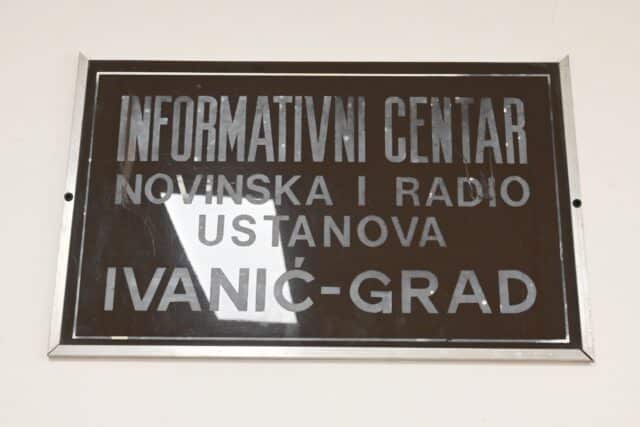 INFORMATIVNI CENTAR
NOVINSKA I RADIO
USTANOVA
IVANIĆ-GRAD